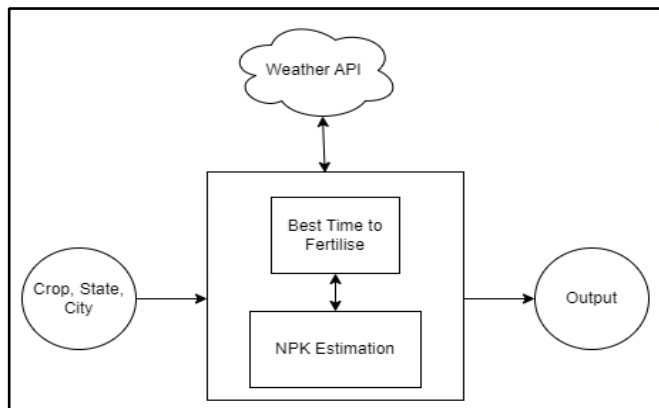 Weather API
Best Time to
Fertilise
Crop, State,
City
Output
NPK Estimation